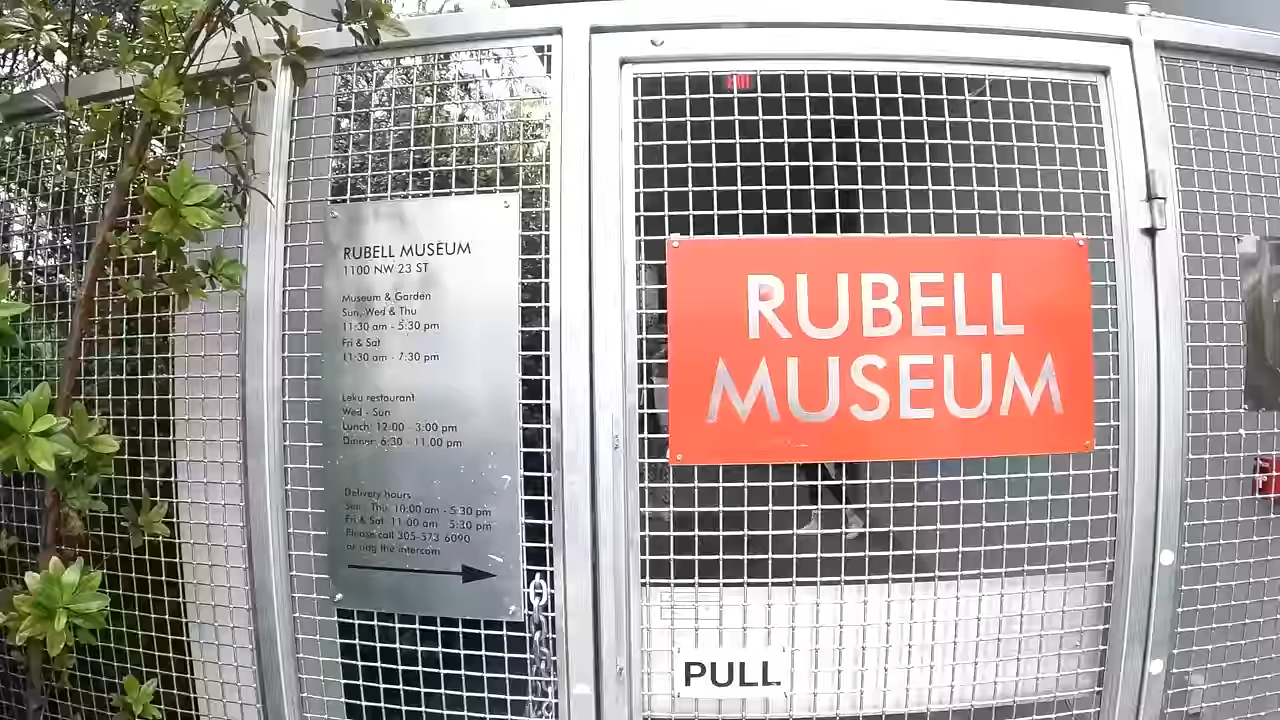 RUBELL MUSEUM
1100 NW 23 ST
Museum & Garden
Sun, Wed & Thu
11:30 am - 5:30 pm
Fri & Sat
11:30 am - 7:30 pm
Leku restaurant
Wed - Sun
Lunch: 12:00 - 3:00 pm
Dinner: 6:30 - 11:00 pm
Delivery hours
Sun - Thu 10:00 am - 5:30 pm
Fri & Sat 11:00 am - 5:30 pm
Please call 305-573-6090
or ring the intercom
RUBELL
MUSEUM
PULL